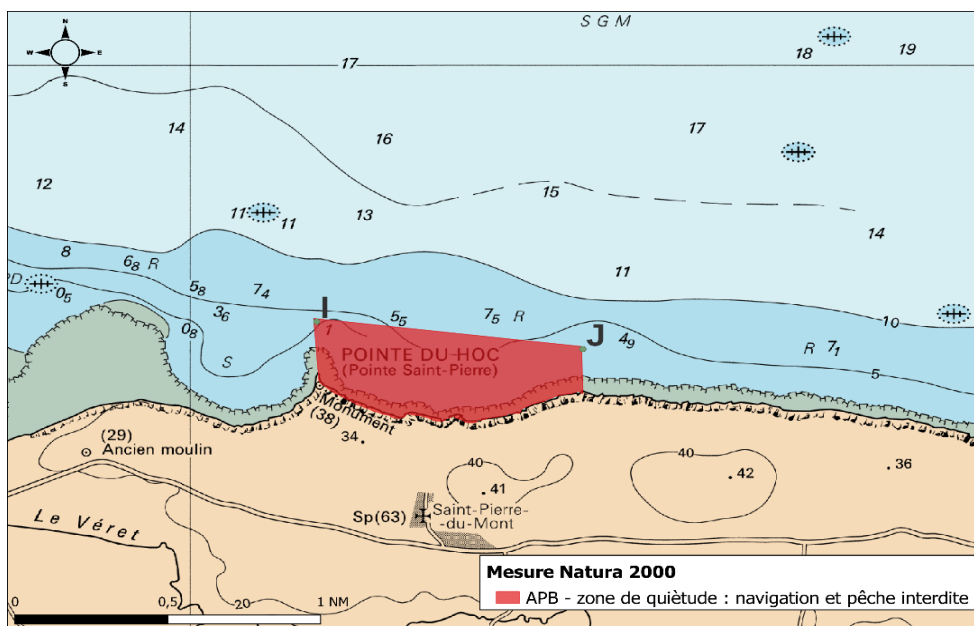 N
W E
S
S G M
18
19
17
14
16
17
12
15
13
11
11
14
11
8
6₈ R
5₈
7₄
3₆
0₅
0₈
I
1
5₅
7₅ R
J
4₉
10
R 7₁
5
S
POINTE DU HOC
(Pointe Saint-Pierre)
Monument
(38)
34
(29)
Ancien moulin
40
41
40
42
36
Sp(63)
Saint-Pierre-
-du-Mont
Le Véret
0
0,5
20
1 NM
Mesure Natura 2000
APB - zone de quiètude : navigation et pêche interdite